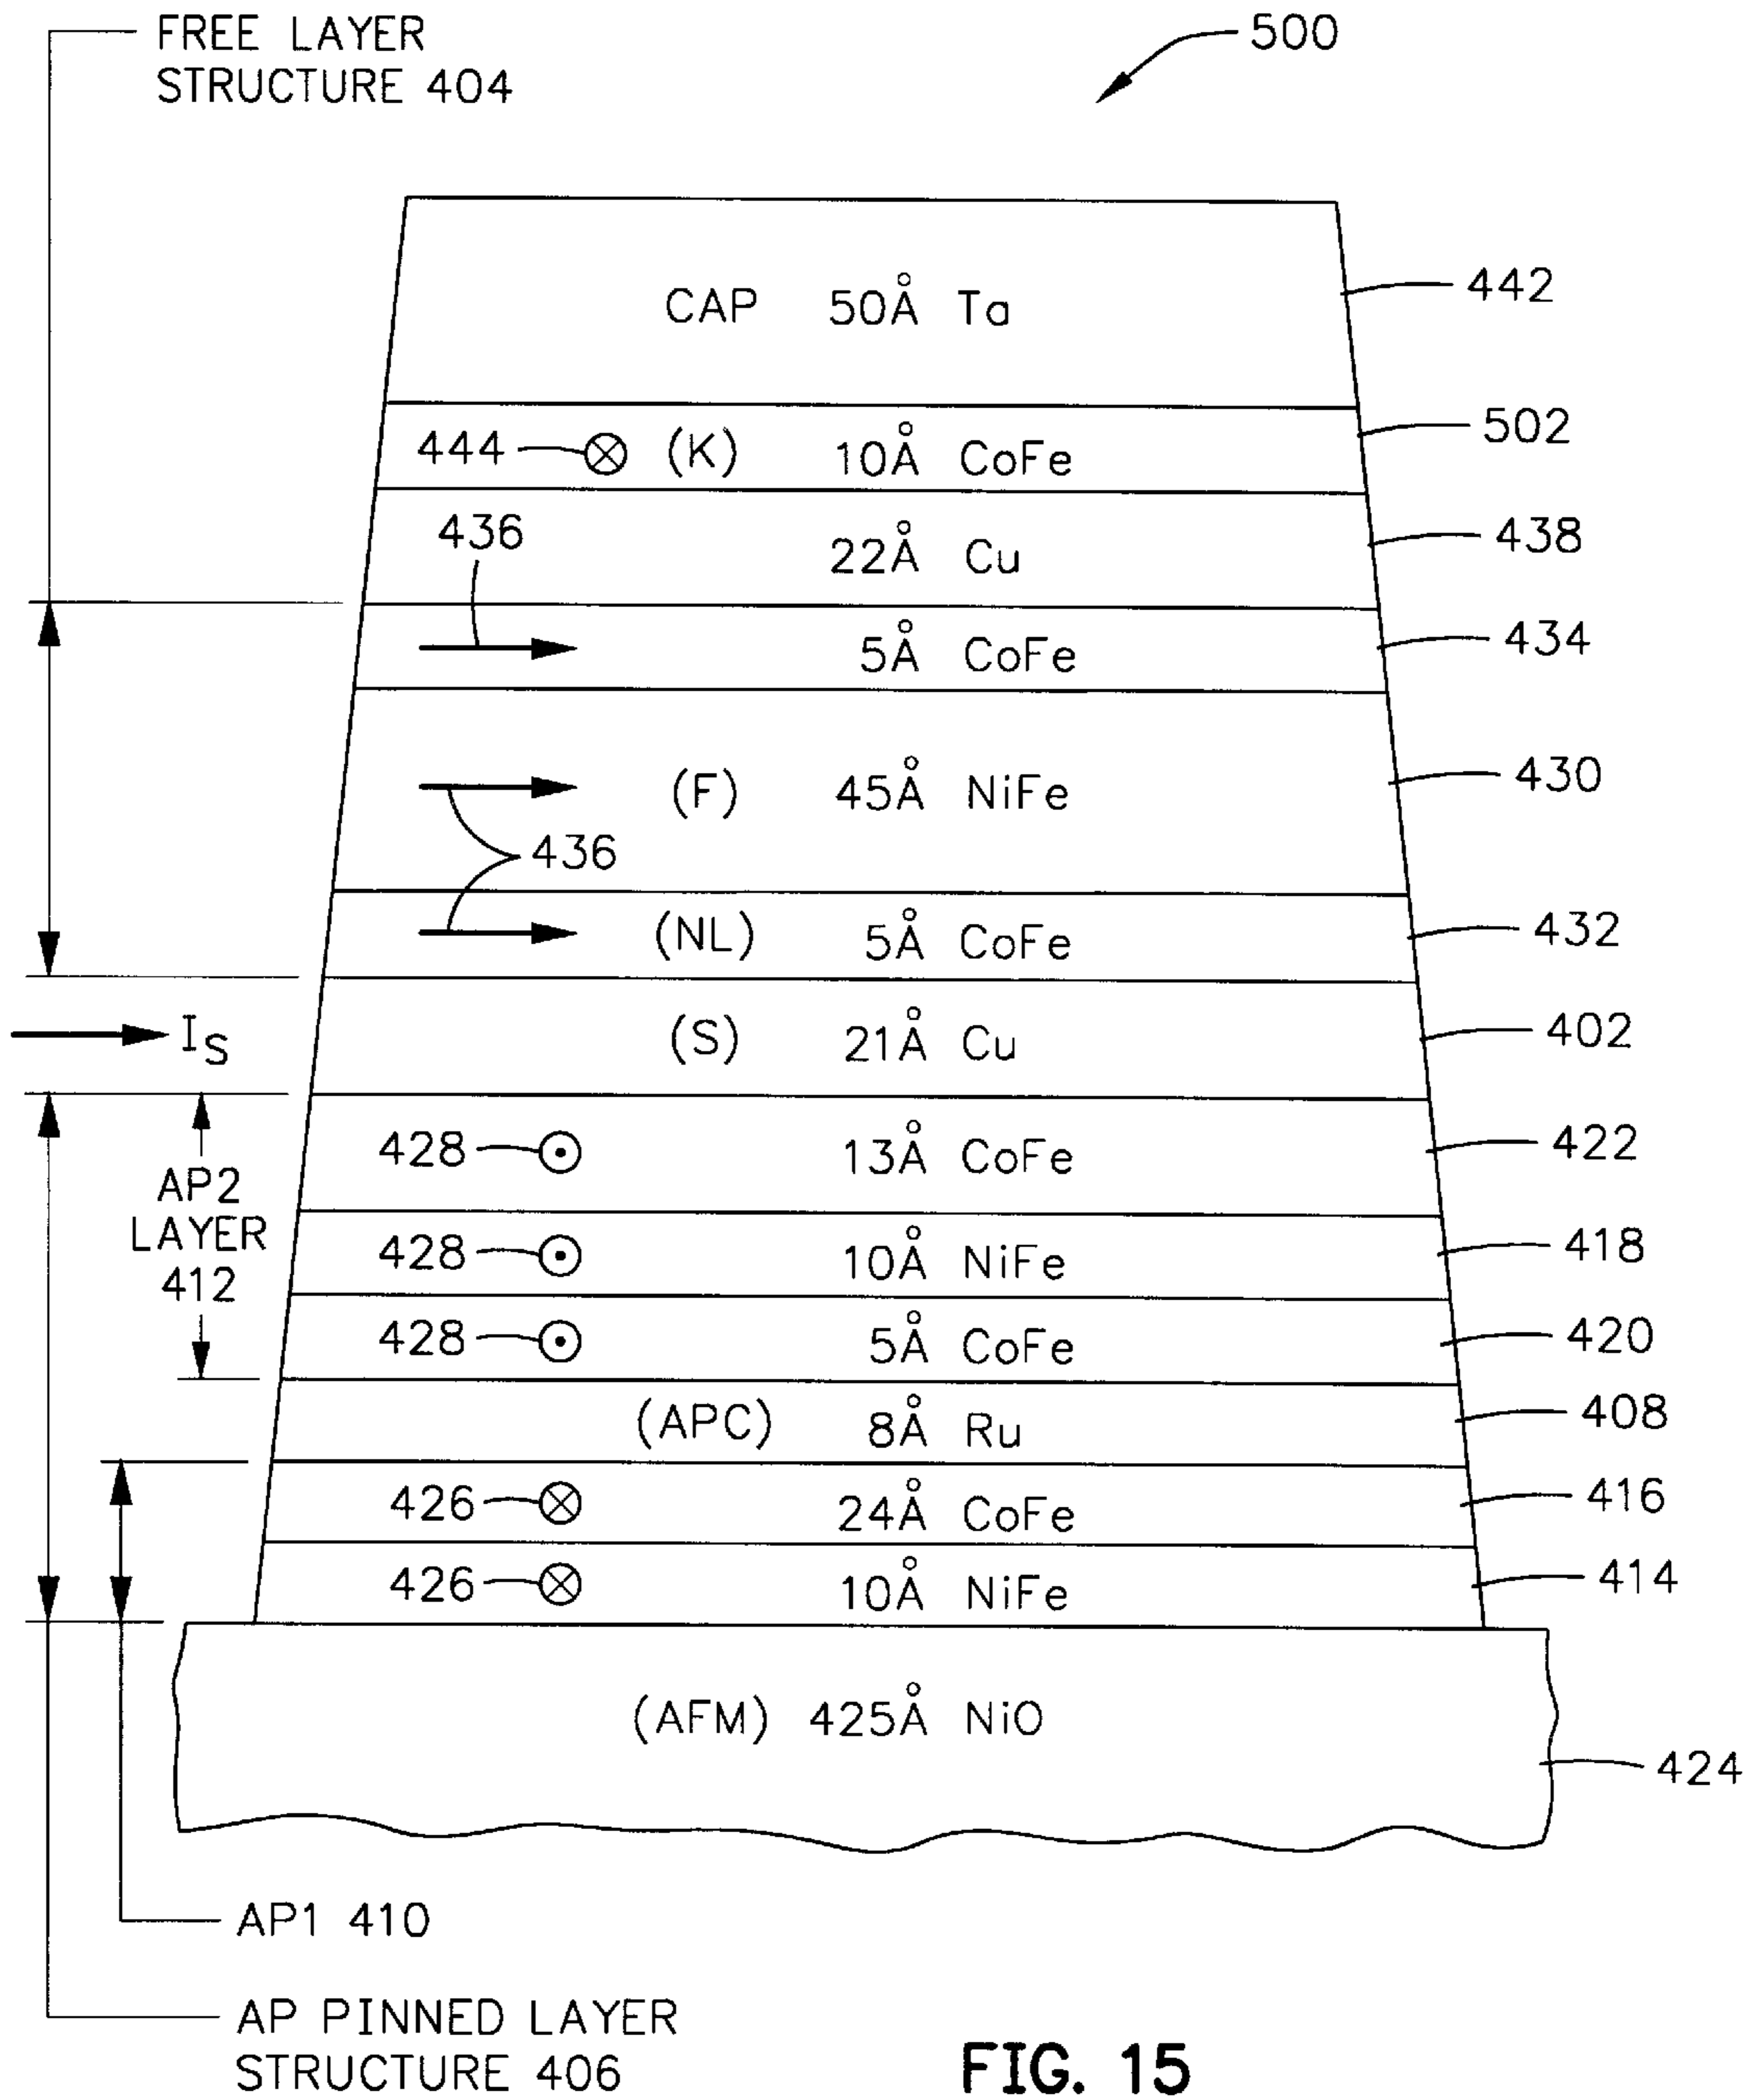 FREE LAYER
STRUCTURE 404
500
CAP 50Å Ta
442
444 (K) 10Å CoFe
502
436
22Å Cu
438
5Å CoFe
434
(F) 45Å NiFe
430
436
(NL) 5Å CoFe
432
IS
(S) 21Å Cu
402
428 13Å CoFe
422
AP2
LAYER
412
428 10Å NiFe
418
428 5Å CoFe
420
(APC) 8Å Ru
408
426 24Å CoFe
416
426 10Å NiFe
414
(AFM) 425Å NiO
424
AP1 410
AP PINNED LAYER
STRUCTURE 406
FIG. 15